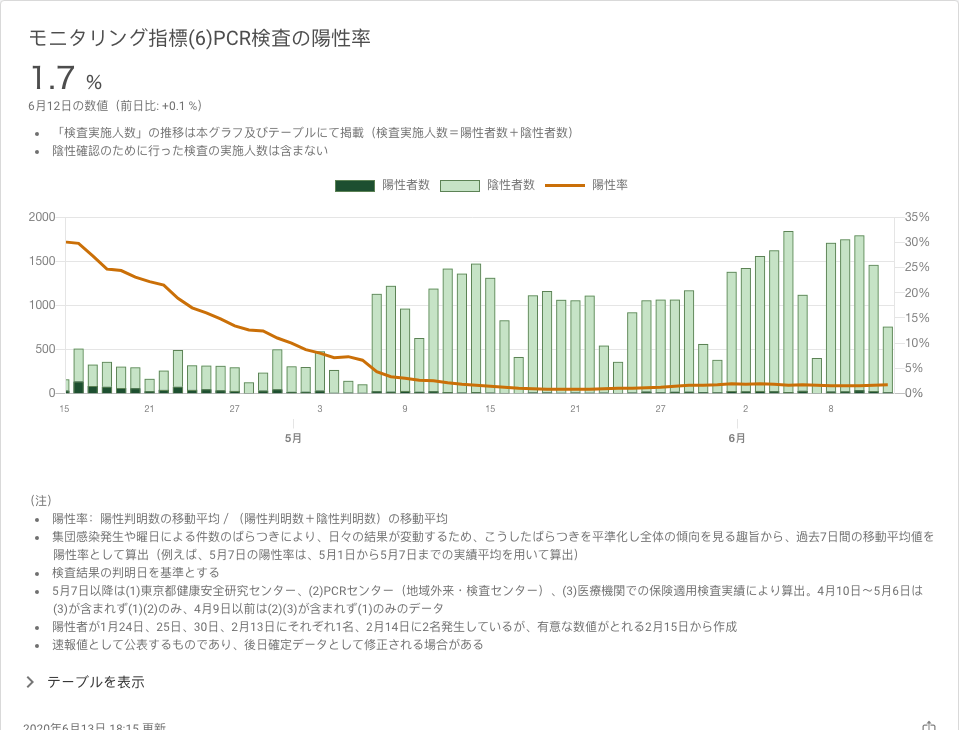 モニタリング指標(6)PCR検査の陽性率
1.7 %
6月12日の数値（前日比: +0.1 %）
• 「検査実施人数」の推移は本グラフ及びテーブルにて掲載（検査実施人数＝陽性者数＋陰性者数）
• 陰性確認のために行った検査の実施人数は含まない
陽性者数 陰性者数 陽性率
2000 35%
30%
1500
25%
20%
1000
15%
10%
500
5%
0 0%
15 21 27 3 9 15 21 27 2 8
5月 6月
（注）
• 陽性率：陽性判明数の移動平均 / （陽性判明数＋陰性判明数）の移動平均
• 集団感染発生や曜日による件数のばらつきにより、日々の結果が変動するため、こうしたばらつきを平準化し全体の傾向を見る趣旨から、過去7日間の移動平均値を
陽性率として算出（例えば、5月7日の陽性率は、5月1日から5月7日までの実績平均を用いて算出）
• 検査結果の判明日を基準とする
• 5月7日以降は(1)東京都健康安全研究センター、(2)PCRセンター（地域外来・検査センター）、(3)医療機関での保険適用検査実績により算出。4月10日〜5月6日は
(3)が含まれず(1)(2)のみ、4月9日以前は(2)(3)が含まれず(1)のみのデータ
• 陽性者が1月24日、25日、30日、2月13日にそれぞれ1名、2月14日に2名発生しているが、有意な数値がとれる2月15日から作成
• 速報値として公表するものであり、後日確定データとして修正される場合がある
テーブルを表示
2020年6月13日 18:15 更新